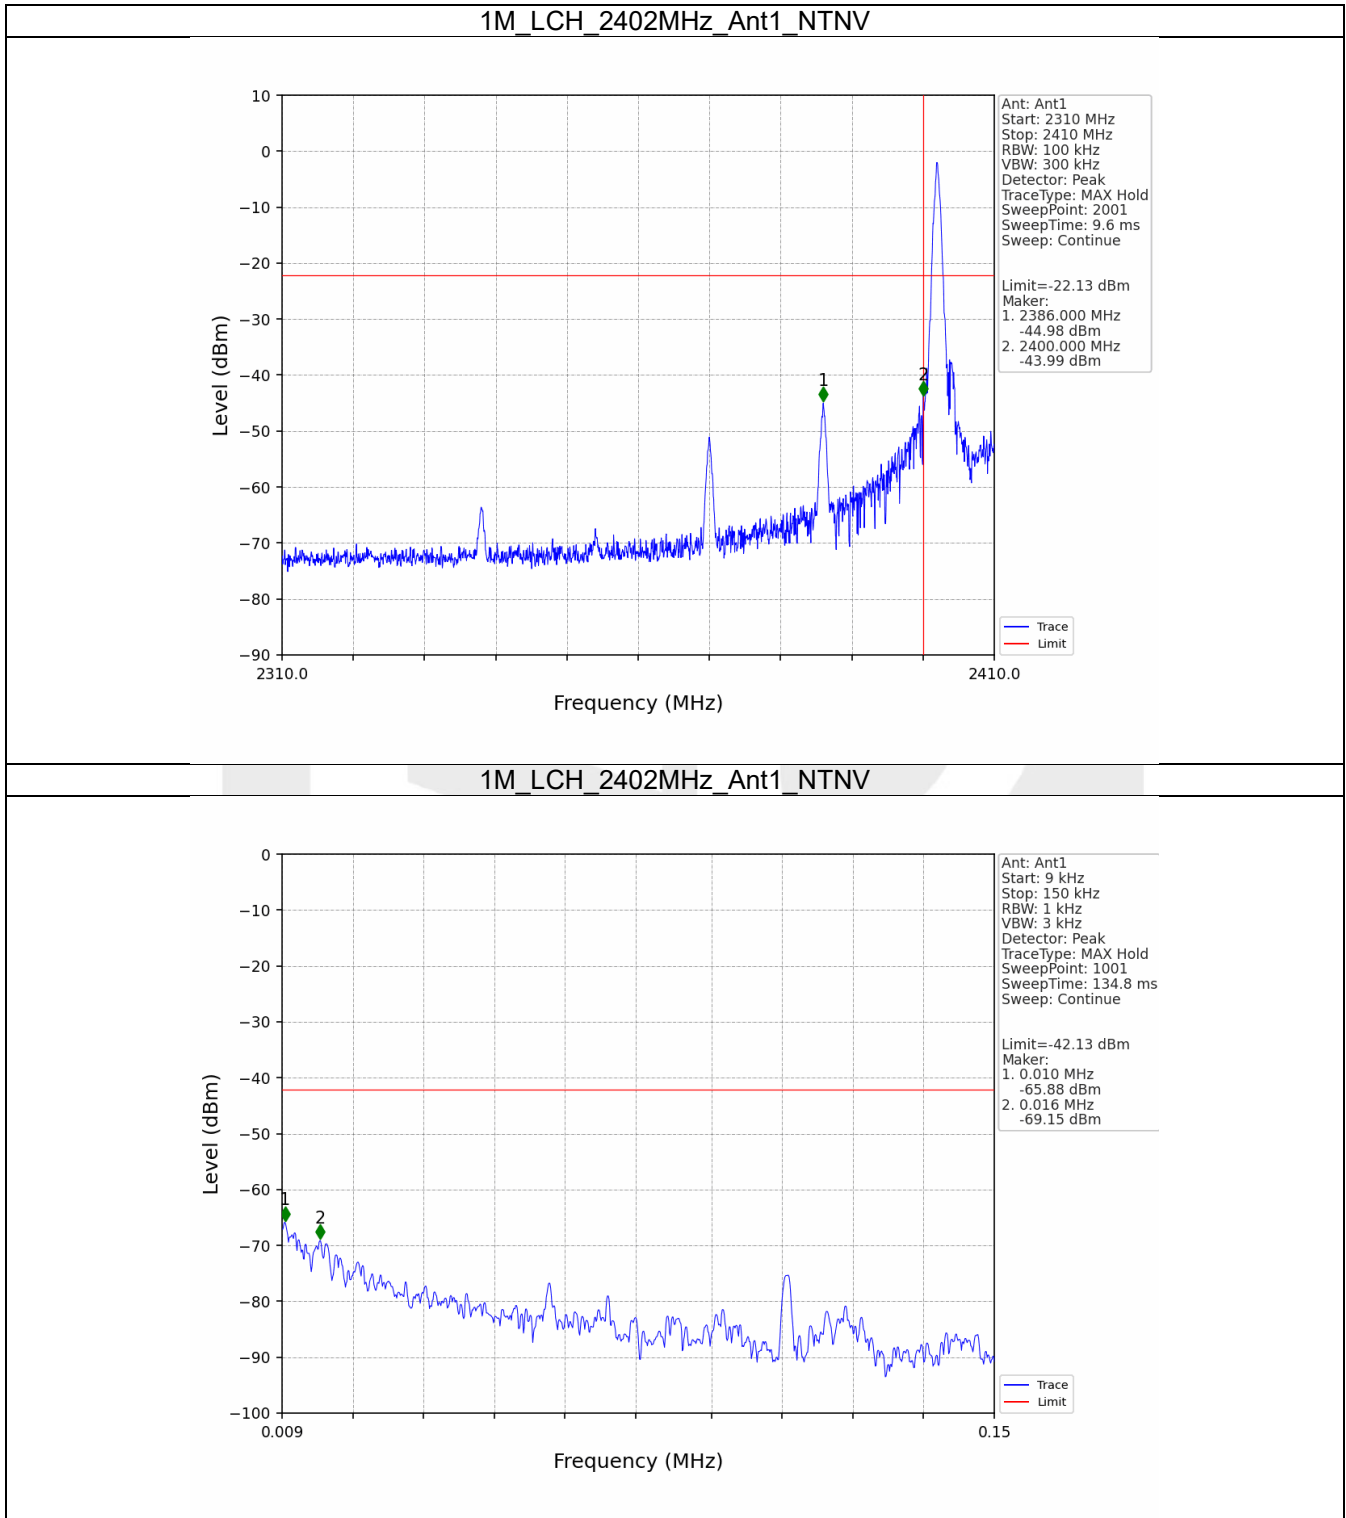 1M_LCH_2402MHz_Ant1_NTNV
10
0
−10
−20
−30
−40
−50
−60
−70
−80
−90
Level (dBm)
2310.0
2410.0
Frequency (MHz)
1
2
Ant: Ant1
Start: 2310 MHz
Stop: 2410 MHz
RBW: 100 kHz
VBW: 300 kHz
Detector: Peak
TraceType: MAX Hold
SweepPoint: 2001
SweepTime: 9.6 ms
Sweep: Continue
Limit=-22.13 dBm
Maker:
1. 2386.000 MHz
-44.98 dBm
2. 2400.000 MHz
-43.99 dBm
Trace
Limit
1M_LCH_2402MHz_Ant1_NTNV
0
−10
−20
−30
−40
−50
−60
−70
−80
−90
−100
Level (dBm)
0.009
0.15
Frequency (MHz)
1
2
Ant: Ant1
Start: 9 kHz
Stop: 150 kHz
RBW: 1 kHz
VBW: 3 kHz
Detector: Peak
TraceType: MAX Hold
SweepPoint: 1001
SweepTime: 134.8 ms
Sweep: Continue
Limit=-42.13 dBm
Maker:
1. 0.010 MHz
-65.88 dBm
2. 0.016 MHz
-69.15 dBm
Trace
Limit